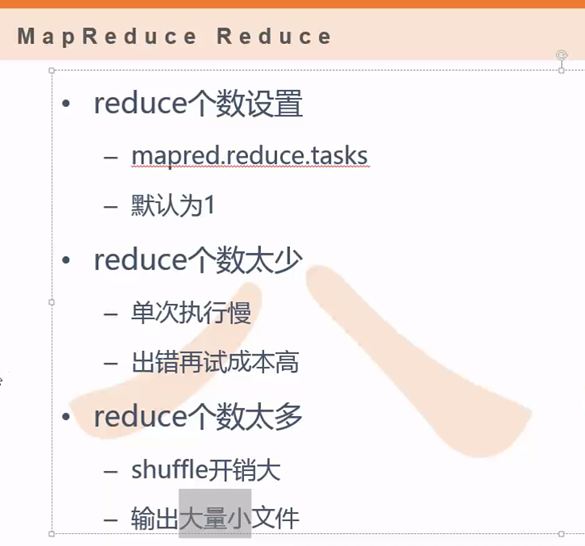 MapReduce Reduce
• reduce个数设置
– mapred.reduce.tasks
– 默认为1
• reduce个数太少
– 单次执行慢
– 出错再试成本高
• reduce个数太多
– shuffle开销大
– 输出大量小文件